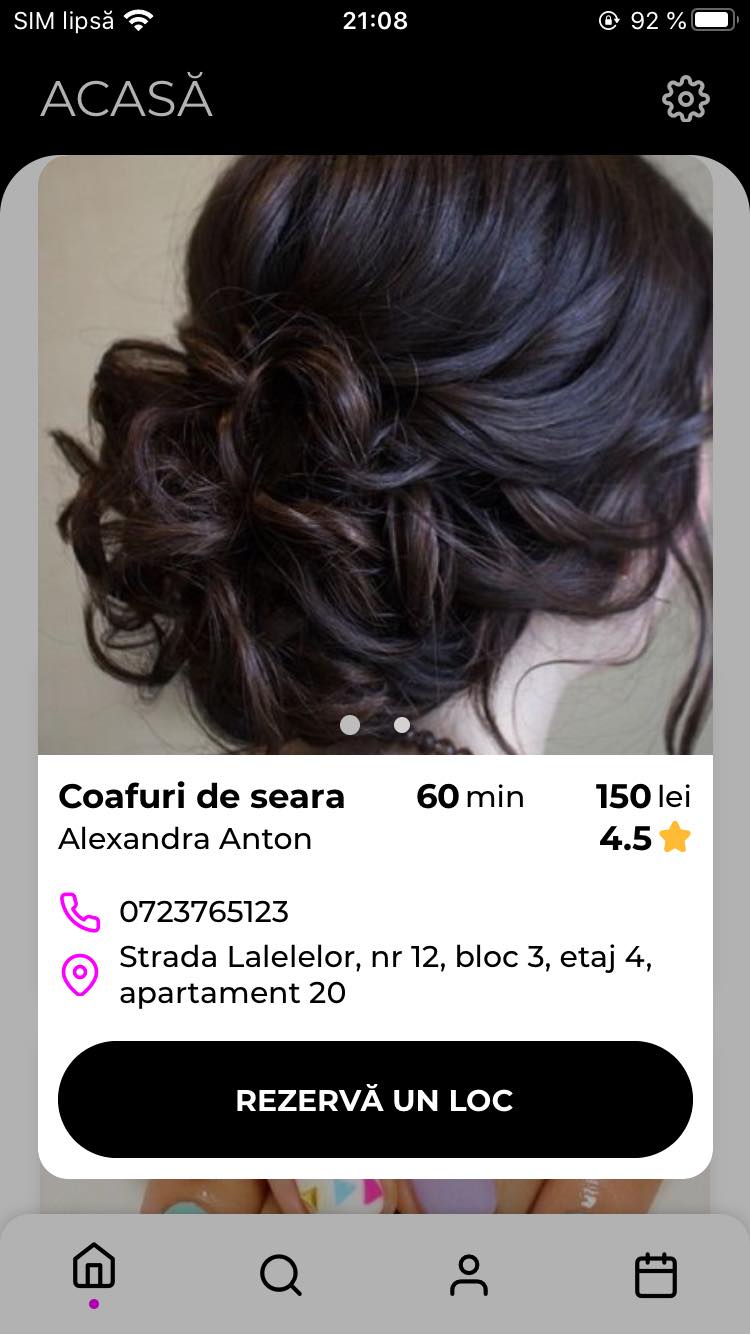 SIM lipsă 21:08 92 %
ACASĂ
Coafuri de seara 60 min 150 lei
Alexandra Anton 4.5
0723765123
Strada Lalelelor, nr 12, bloc 3, etaj 4,
apartament 20
REZERVĂ UN LOC